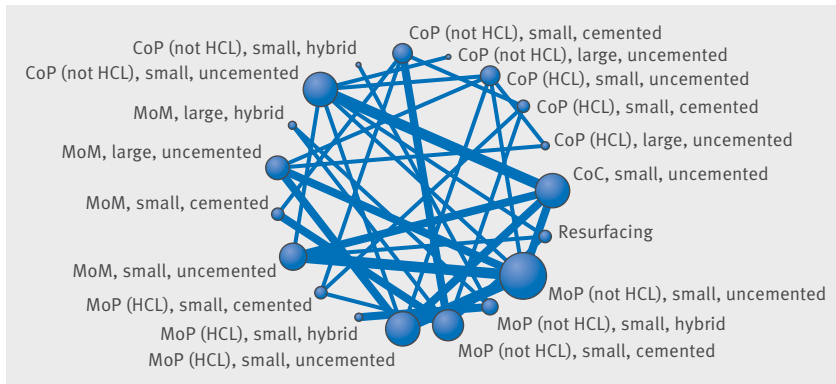 CoP (not HCL), small, cemented
CoP (not HCL), small, hybrid
CoP (not HCL), large, uncemented
CoP (not HCL), small, uncemented
CoP (HCL), small, uncemented
MoM, large, hybrid
CoP (HCL), small, cemented
MoM, large, uncemented
CoP (HCL), large, uncemented
CoC, small, uncemented
MoM, small, cemented
Resurfacing
MoM, small, uncemented
MoP (not HCL), small, uncemented
MoP (HCL), small, cemented
MoP (not HCL), small, hybrid
MoP (HCL), small, hybrid
MoP (not HCL), small, cemented
MoP (HCL), small, uncemented